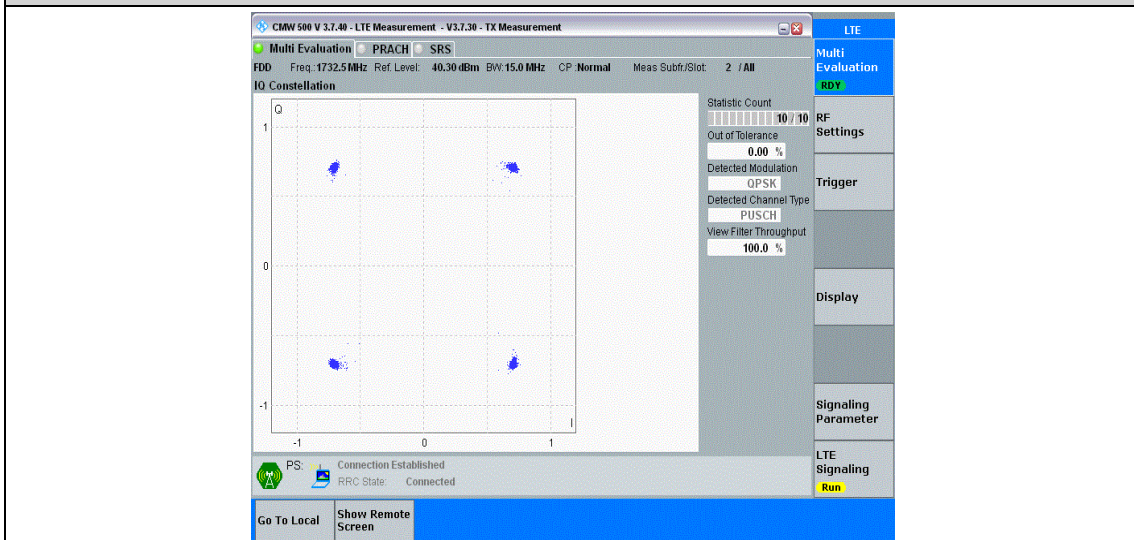 CMW 500 V 3.7.40 - LTE Measurement - V3.7.30 - TX Measurement
LTE
Multi Evaluation PRACH SRS
Multi
Evaluation
RDY
FDD Freq.:1732.5 MHz Ref. Level: 40.30 dBm BW:15.0 MHz CP :Normal Meas Subfr./Slot: 2 / All
IQ Constellation
Q
1
0
-1
-1 0 1
I
Statistic Count
10 / 10
Out of Tolerance
0.00 %
Detected Modulation
QPSK
Detected Channel Type
PUSCH
View Filter Throughput
100.0 %
RF
Settings
Trigger
Display
Signaling
Parameter
LTE
Signaling
Run
PS: Connection Established
RRC State: Connected
Go To Local
Show Remote
Screen